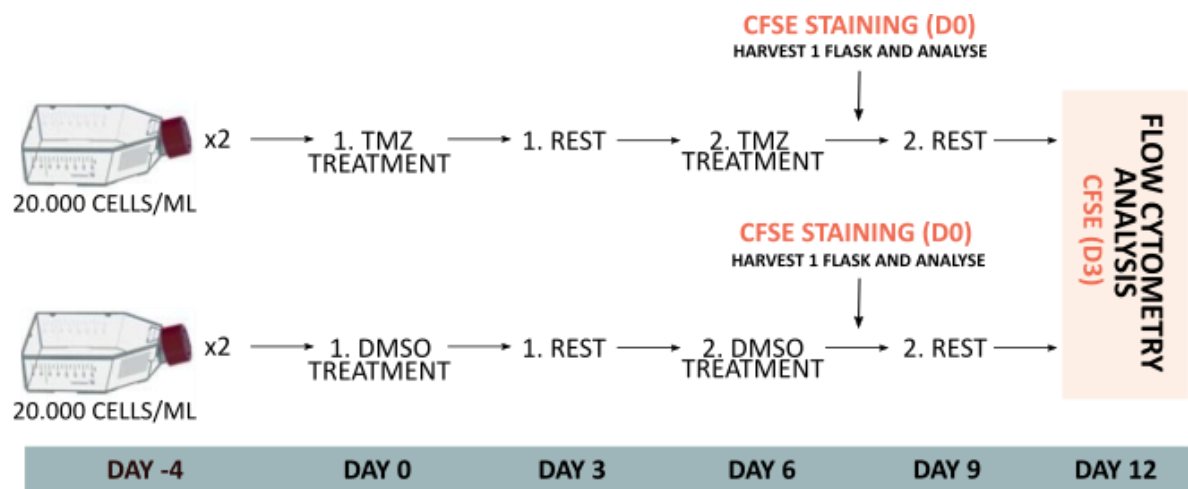 CFSE STAINING (D0)
HARVEST 1 FLASK AND ANALYSE
x2
1. TMZ
TREATMENT
1. REST
2. TMZ
TREATMENT
2. REST
20.000 CELLS/ML
CFSE STAINING (D0)
HARVEST 1 FLASK AND ANALYSE
x2
1. DMSO
TREATMENT
1. REST
2. DMSO
TREATMENT
2. REST
20.000 CELLS/ML
FLOW CYTOMETRY
ANALYSIS
CFSE (D3)
DAY -4
DAY 0
DAY 3
DAY 6
DAY 9
DAY 12